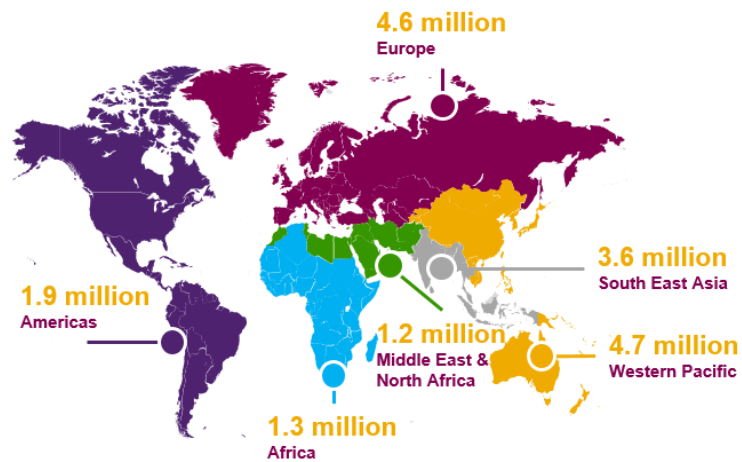 4.6 million
Europe
3.6 million
South East Asia
1.9 million
Americas
1.2 million
Middle East &
North Africa
4.7 million
Western Pacific
1.3 million
Africa